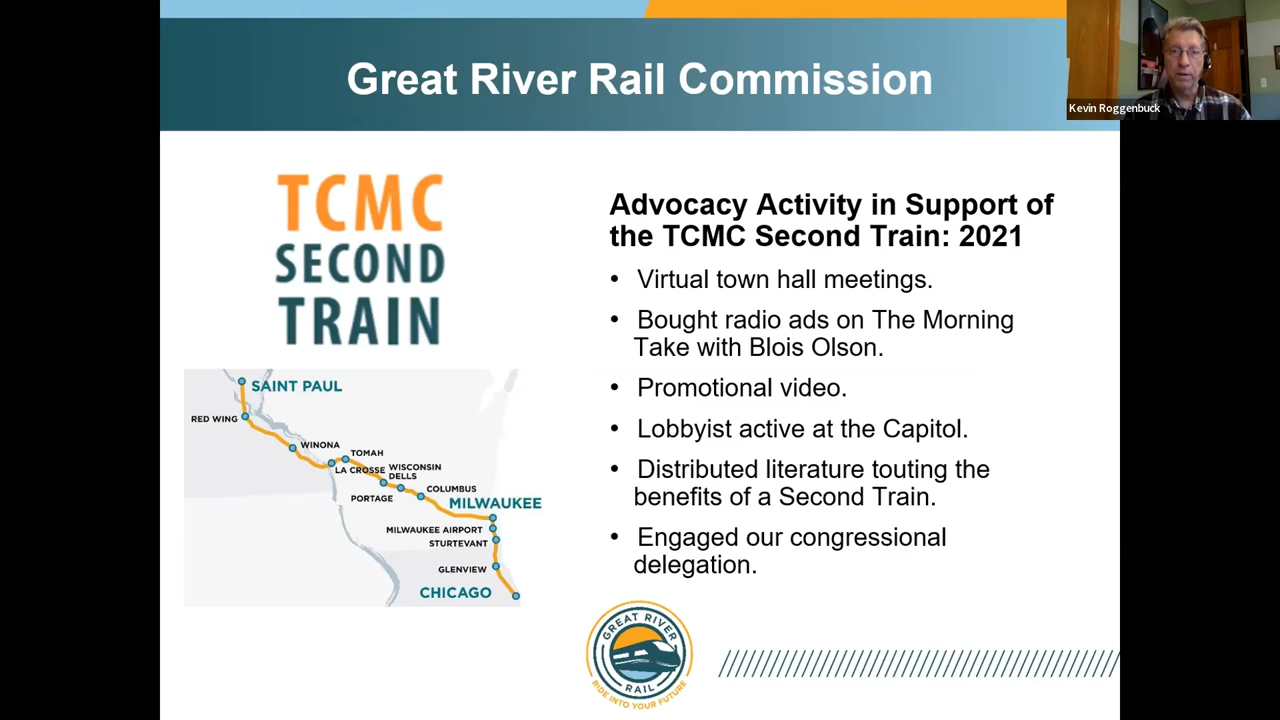 Great River Rail Commission
Kevin Roggenbuck
TCMC
SECOND
TRAIN
Advocacy Activity in Support of
the TCMC Second Train: 2021
• Virtual town hall meetings.
• Bought radio ads on The Morning
Take with Blois Olson.
• Promotional video.
• Lobbyist active at the Capitol.
• Distributed literature touting the
benefits of a Second Train.
• Engaged our congressional
delegation.
SAINT PAUL
RED WING
WINONA
TOMAH
LA CROSSE
WISCONSIN
DELLS
PORTAGE
COLUMBUS
MILWAUKEE
MILWAUKEE AIRPORT
STURTEVANT
GLENVIEW
CHICAGO
GREAT RIVER
RAIL
RIDE INTO YOUR FUTURE